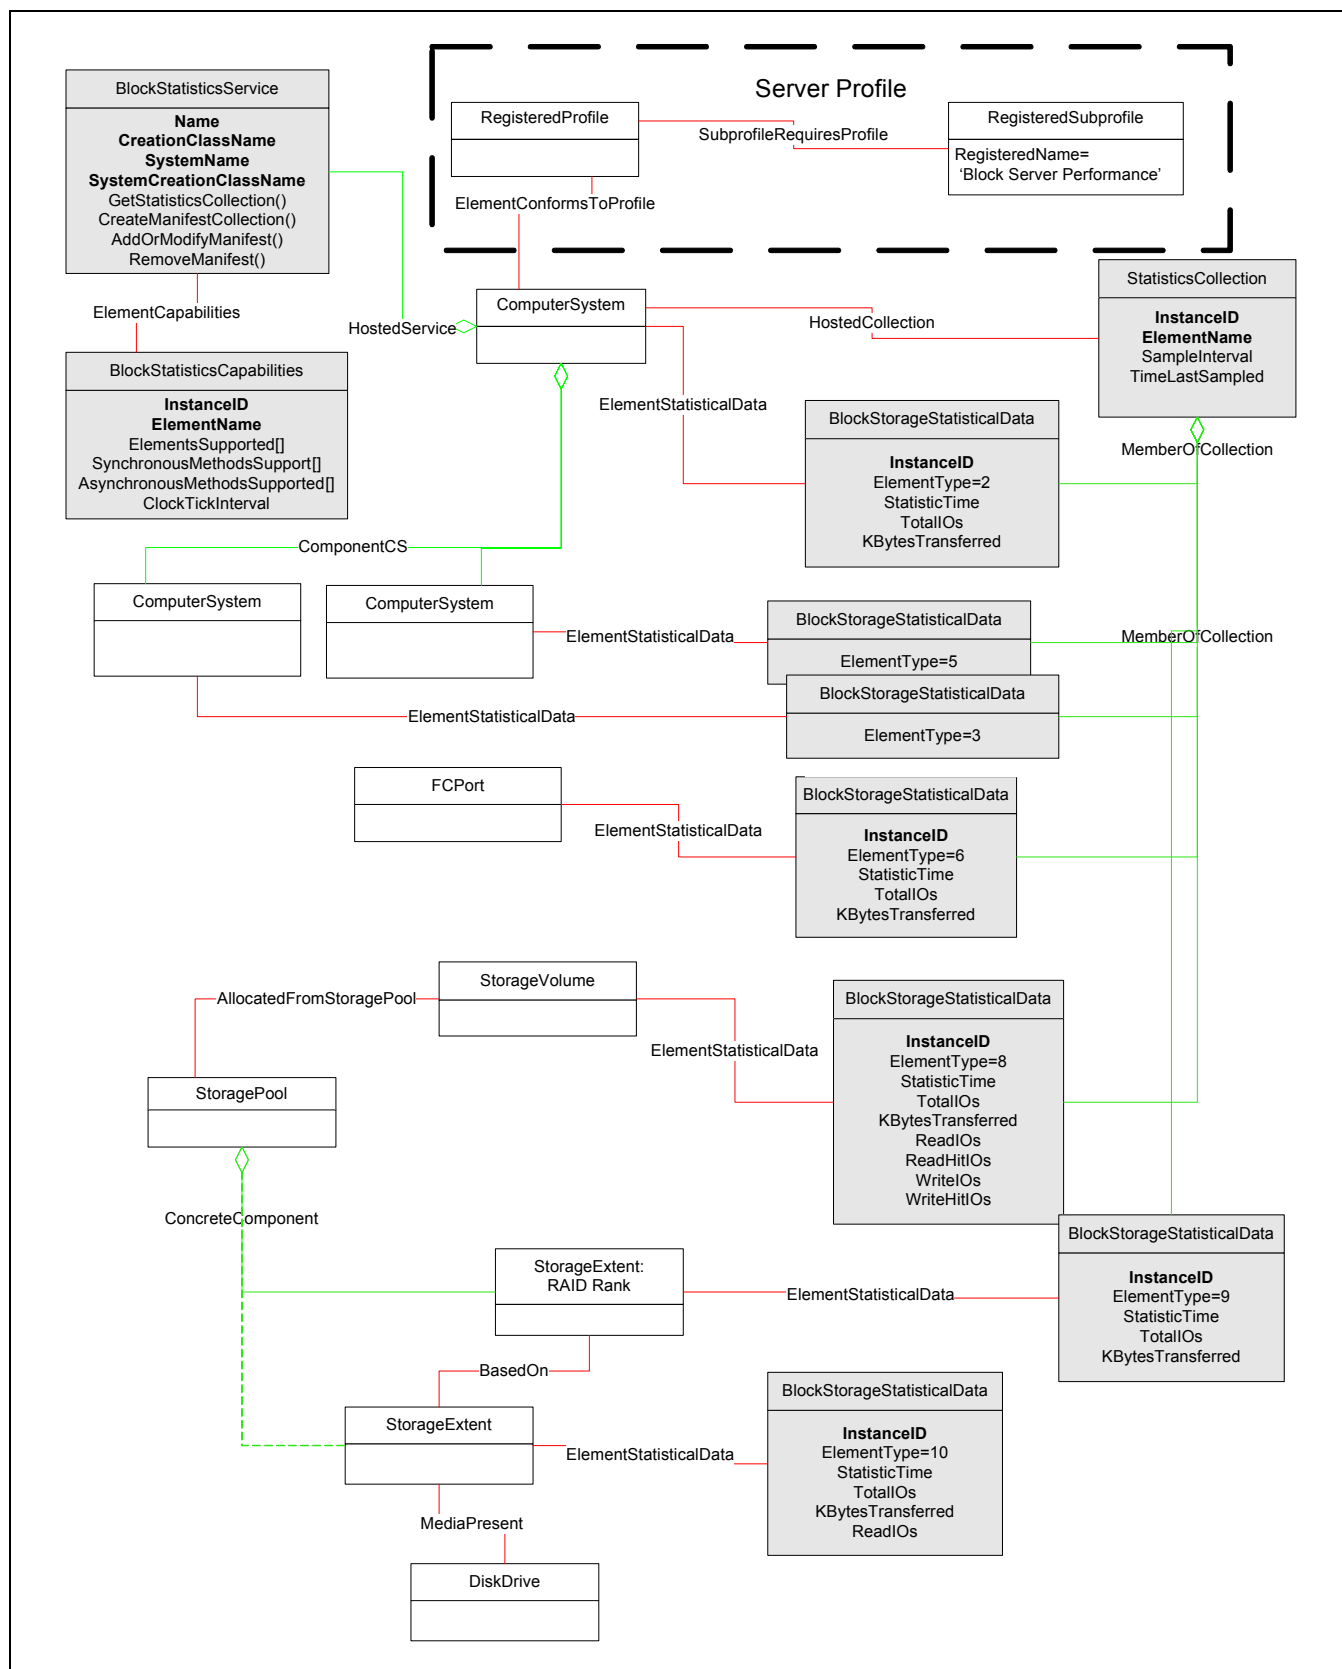 Server Profile
BlockStatisticsService
Name
CreationClassName
SystemName
SystemCreationClassName
GetStatisticsCollection()
CreateManifestCollection()
AddOrModifyManifest()
RemoveManifest()
RegisteredProfile
SubprofileRequiresProfile
RegisteredSubprofile
RegisteredName=
‘Block Server Performance’
ElementConformsToProfile
ElementCapabilities
HostedService
ComputerSystem
HostedCollection
StatisticsCollection
InstanceID
ElementName
SampleInterval
TimeLastSampled
BlockStatisticsCapabilities
InstanceID
ElementName
ElementsSupported[]
SynchronousMethodsSupport[]
AsynchronousMethodsSupported[]
ClockTickInterval
ElementStatisticalData
BlockStorageStatisticalData
InstanceID
ElementType=2
StatisticTime
TotalIOs
KBytesTransferred
MemberOfCollection
ComponentCS
ComputerSystem
ComputerSystem
ElementStatisticalData
BlockStorageStatisticalData
ElementType=5
MemberOfCollection
ElementStatisticalData
BlockStorageStatisticalData
ElementType=3
FCPort
ElementStatisticalData
BlockStorageStatisticalData
InstanceID
ElementType=6
StatisticTime
TotalIOs
KBytesTransferred
AllocatedFromStoragePool
StorageVolume
ElementStatisticalData
BlockStorageStatisticalData
InstanceID
ElementType=8
StatisticTime
TotalIOs
KBytesTransferred
ReadIOs
ReadHitIOs
WriteIOs
WriteHitIOs
StoragePool
ConcreteComponent
StorageExtent:
RAID Rank
ElementStatisticalData
BlockStorageStatisticalData
InstanceID
ElementType=9
StatisticTime
TotalIOs
KBytesTransferred
BasedOn
StorageExtent
ElementStatisticalData
BlockStorageStatisticalData
InstanceID
ElementType=10
StatisticTime
TotalIOs
KBytesTransferred
ReadIOs
MediaPresent
DiskDrive